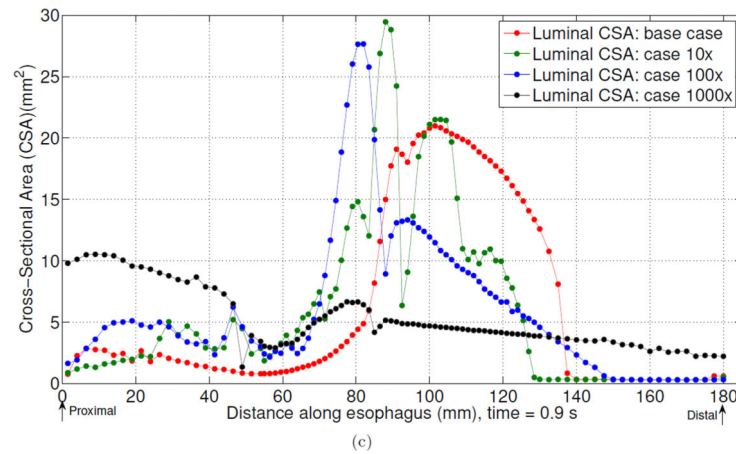 30
25
20
15
10
5
0
Cross−Sectional Area (CSA)(mm²)
Luminal CSA: base case
Luminal CSA: case 10x
Luminal CSA: case 100x
Luminal CSA: case 1000x
0 20 40 60 80 100 120 140 160 180
Proximal
Distance along esophagus (mm), time = 0.9 s
Distal
(c)